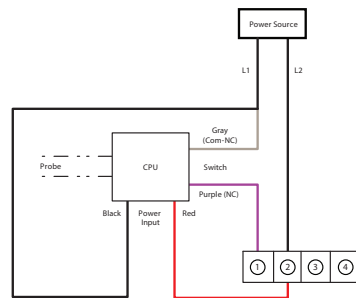 Power Source
L1
L2
Gray
(Com-NC)
Probe
CPU
Switch
Purple (NC)
Black
Power
Input
Red
1
2
3
4